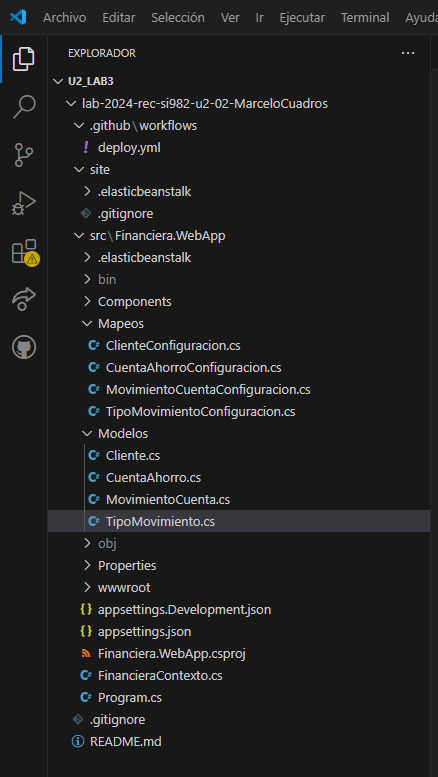 Archivo Editar Selección Ver Ir Ejecutar Terminal Ayuda
EXPLORADOR ...
U2_LAB3
lab-2024-rec-si982-u2-02-MarceloCuadros
.github\workflows
! deploy.yml
site
.elasticbeanstalk
.gitignore
src\Financiera.WebApp
.elasticbeanstalk
bin
Components
Mapeos
C# ClienteConfiguracion.cs
C# CuentaAhorroConfiguracion.cs
C# MovimientoCuentaConfiguracion.cs
C# TipoMovimientoConfiguracion.cs
Modelos
C# Cliente.cs
C# CuentaAhorro.cs
C# MovimientoCuenta.cs
C# TipoMovimiento.cs
obj
Properties
wwwroot
{} appsettings.Development.json
{} appsettings.json
Financiera.WebApp.csproj
C# FinancieraContexto.cs
C# Program.cs
.gitignore
README.md